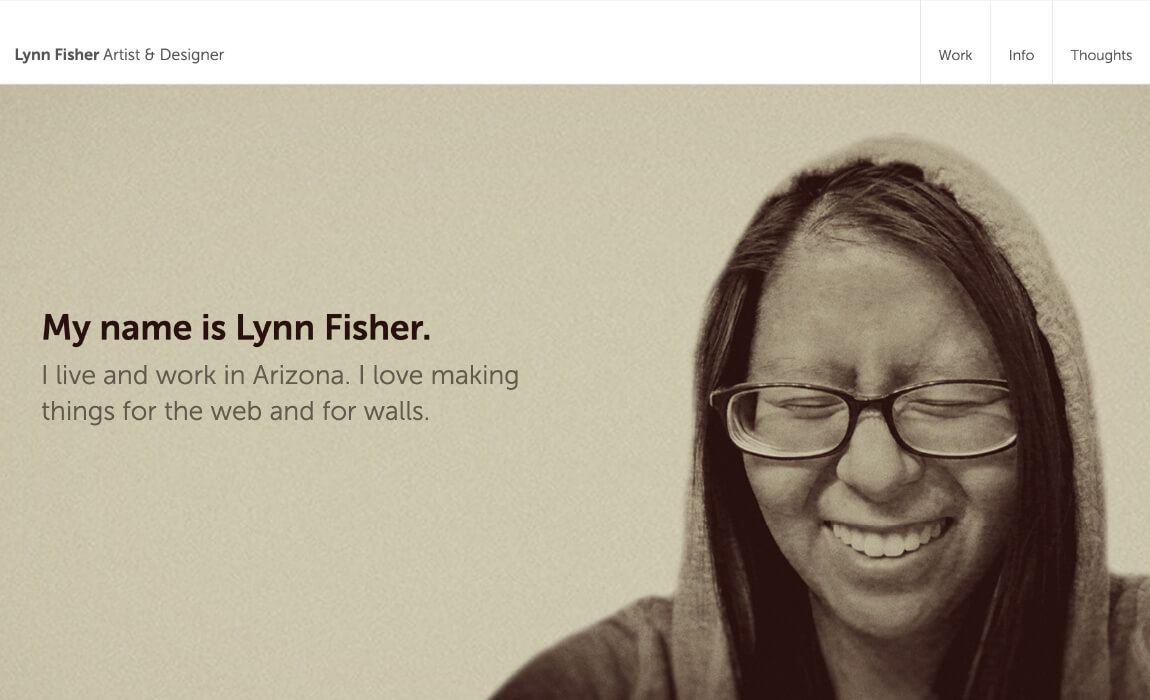 Lynn Fisher Artist & Designer
Work
Info
Thoughts
My name is Lynn Fisher.
I live and work in Arizona. I love making
things for the web and for walls.